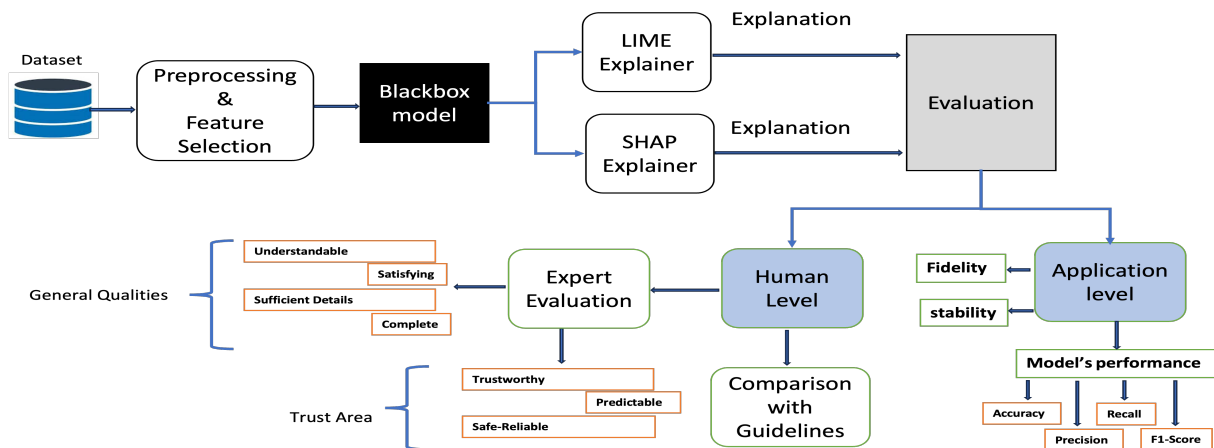 Dataset
Preprocessing
&
Feature
Selection
Blackbox
model
LIME
Explainer
Explanation
SHAP
Explainer
Explanation
Evaluation
General Qualities
Understandable
Satisfying
Sufficient Details
Complete
Expert
Evaluation
Human
Level
Application
level
Fidelity
stability
Model's performance
Accuracy
Precision
Recall
F1-Score
Comparison
with
Guidelines
Trust Area
Trustworthy
Predictable
Safe-Reliable